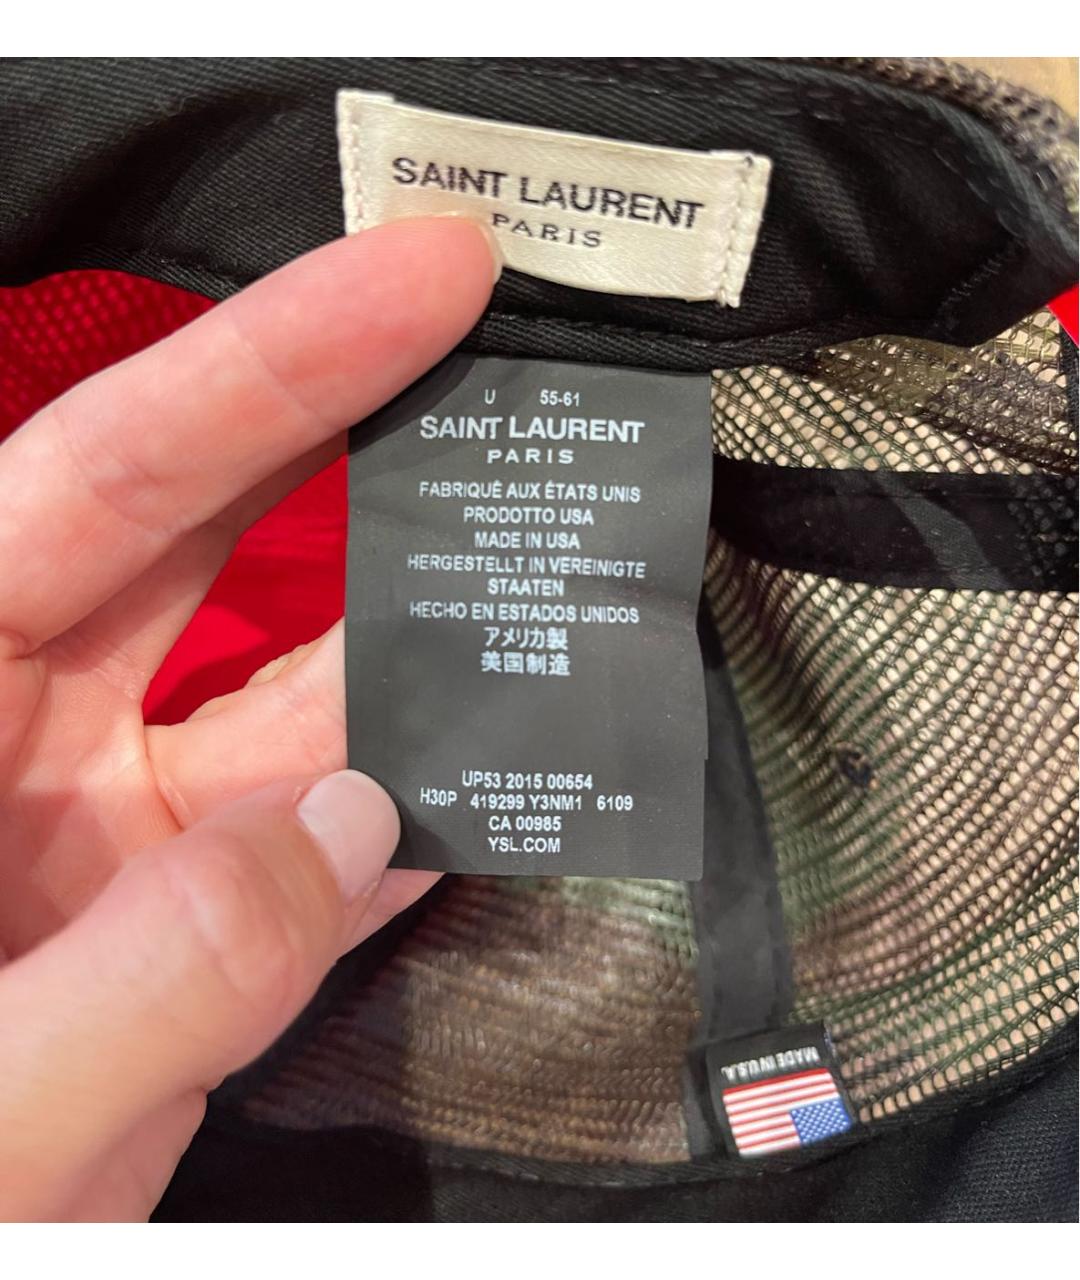 SAINT LAURENT
PARIS
U 55-61
SAINT LAURENT
PARIS
FABRIQUÉ AUX ÉTATS UNIS
PRODOTTO USA
MADE IN USA
HERGESTELLT IN VEREINIGTE
STAATEN
HECHO EN ESTADOS UNIDOS
アメリカ製
美国制造
UP53 2015 00654
H30P 419299 Y3NM1 6109
CA 00985
YSL.COM
MADE IN U.S.A.